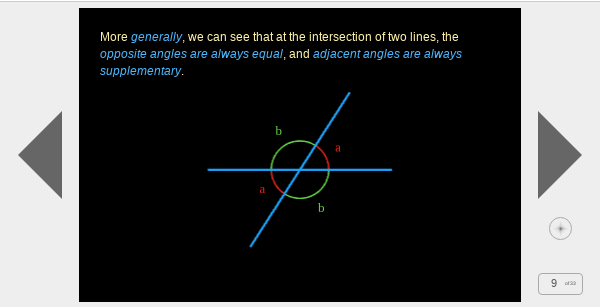 More generally, we can see that at the intersection of two lines, the
opposite angles are always equal, and adjacent angles are always
supplementary.
b
a
a
b
9 of 33